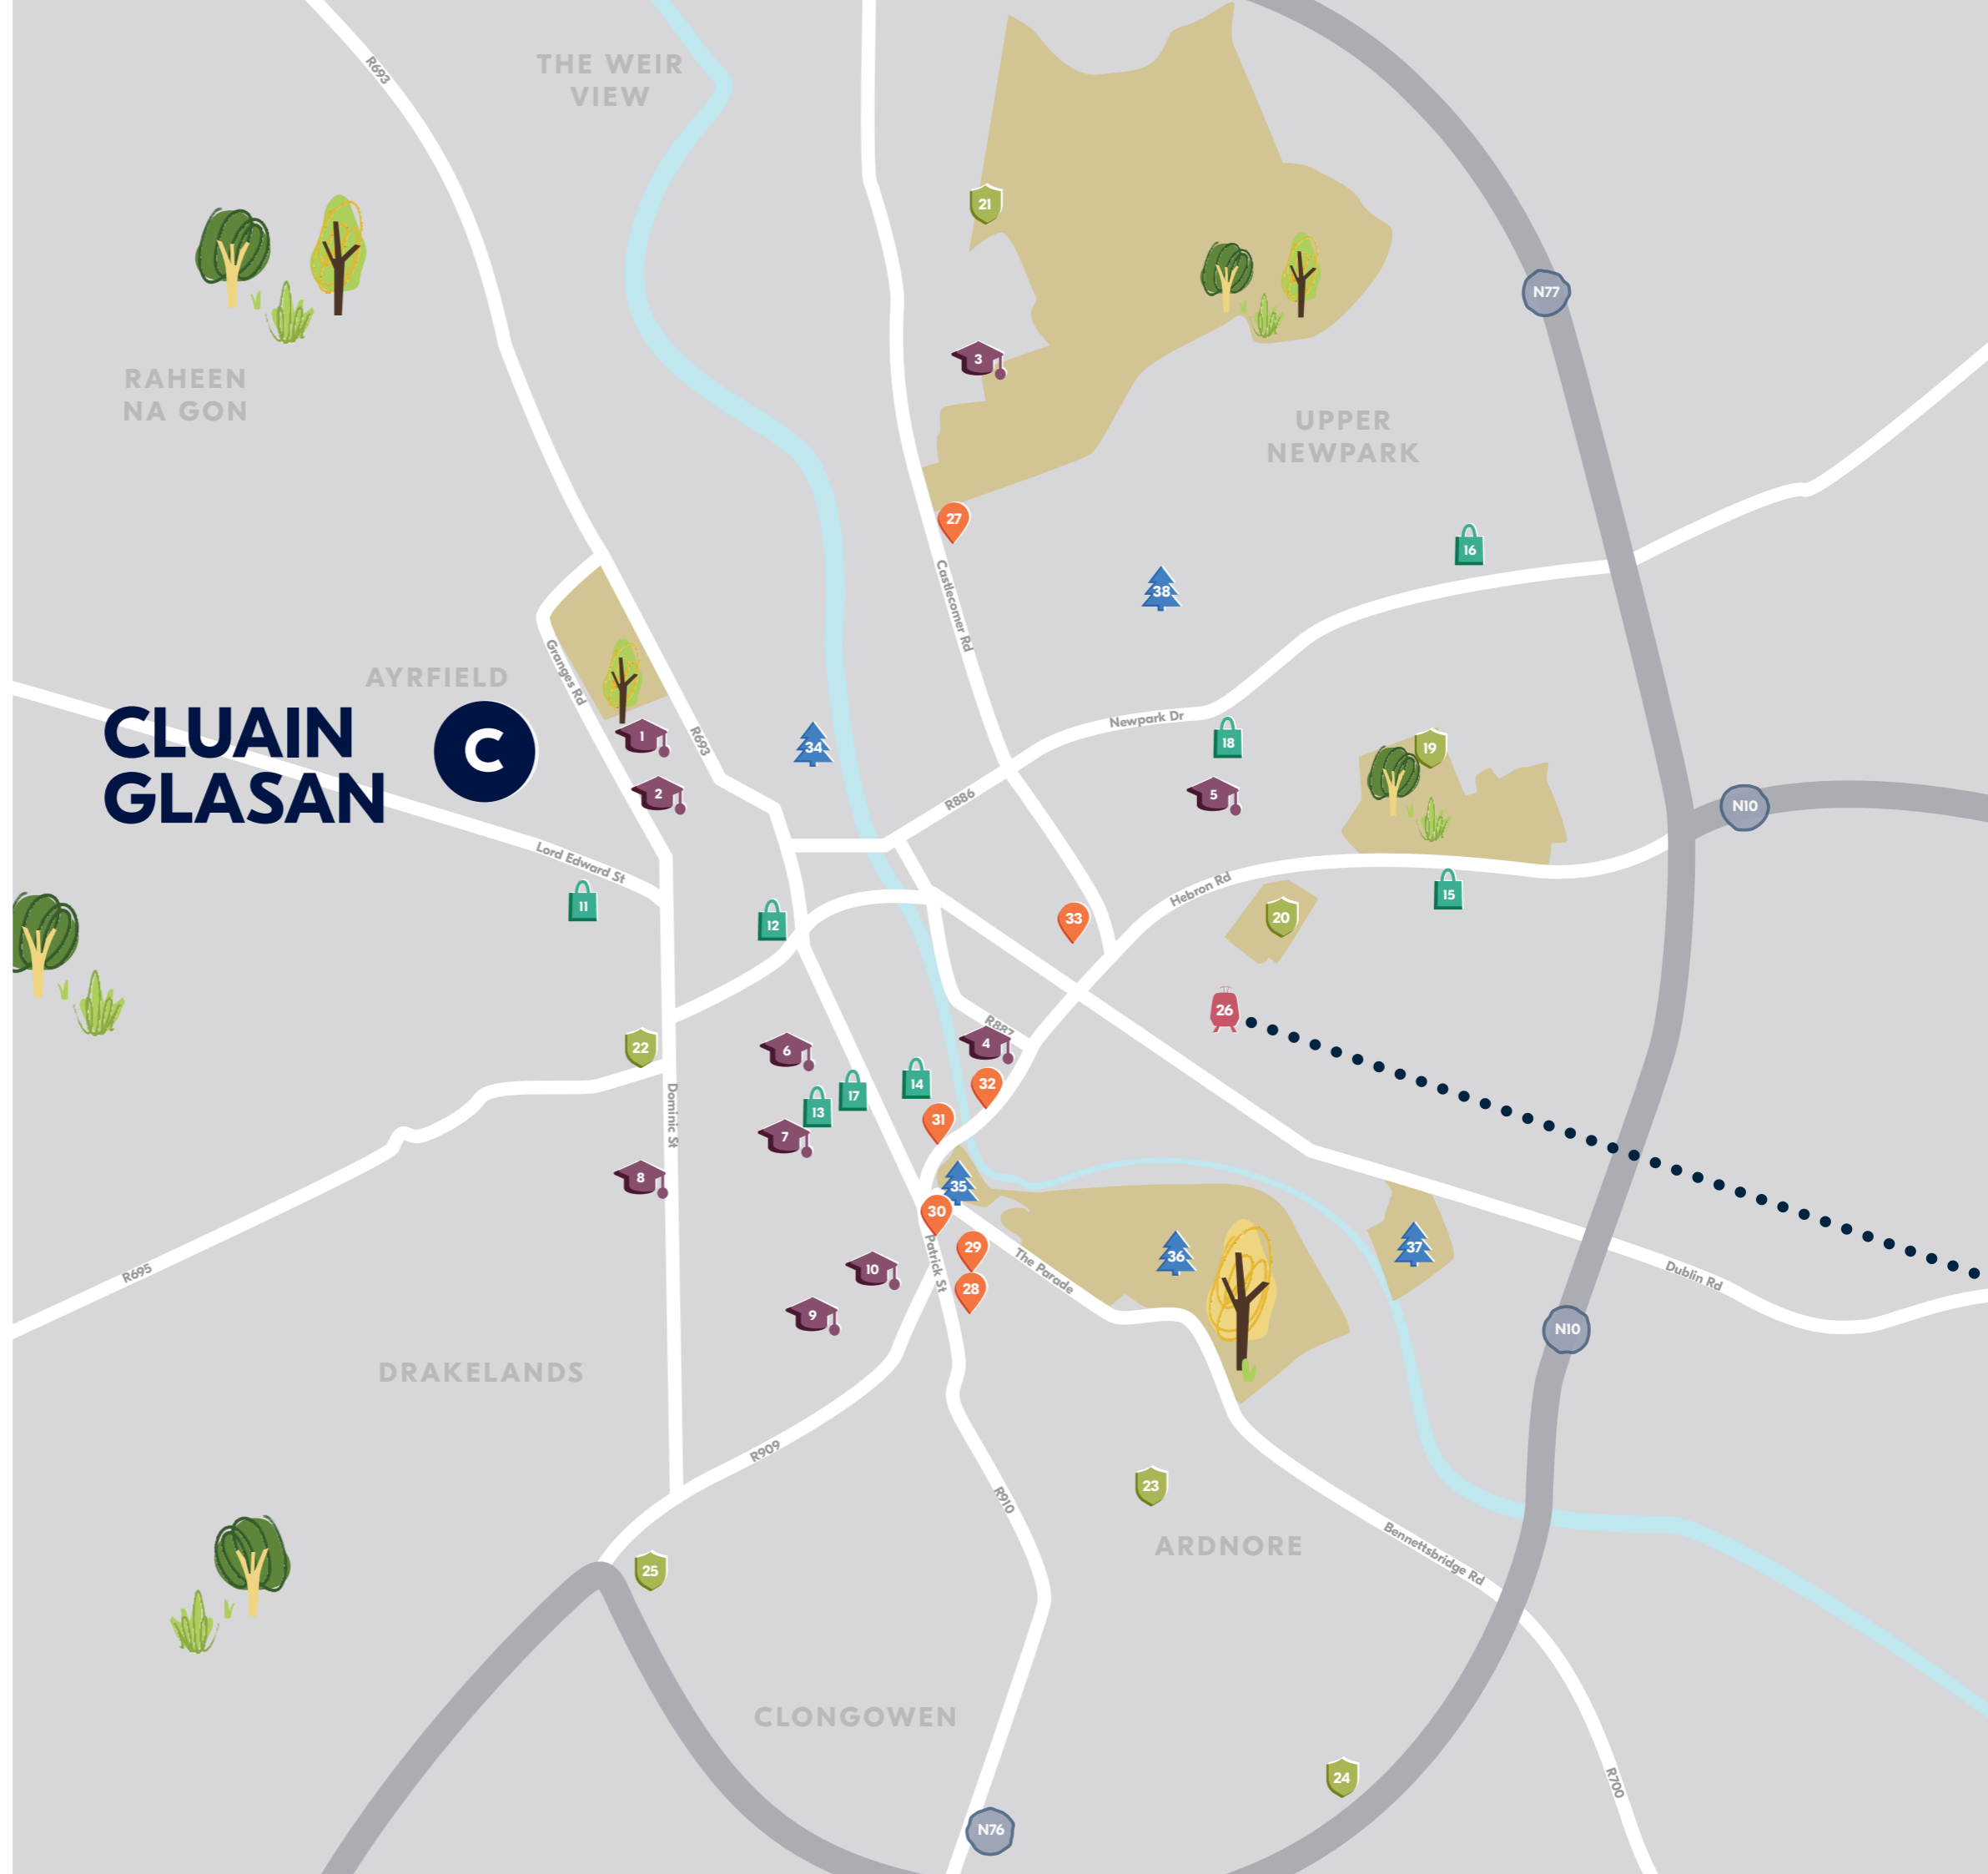 R693
THE WEIR
VIEW
21
N77
3
RAHEEN
NA GON
UPPER
NEWPARK
27
16
Castlecomer Rd
38
Granges Rd
AYRFIELD
CLUAIN
GLASAN
C
1
R693
34
Newpark Dr
18
19
2
R886
5
N10
Lord Edward St
11
12
33
Hebron Rd
15
20
26
R887
22
6
4
14
32
17
13
31
Dominic St
7
8
35
30
29
36
37
10
Patrick St
The Parade
28
R695
9
Dublin Rd
N10
DRAKELANDS
R909
R910
23
ARDNORE
Bennettsbridge Rd
25
CLONGOWEN
24
R700
N76